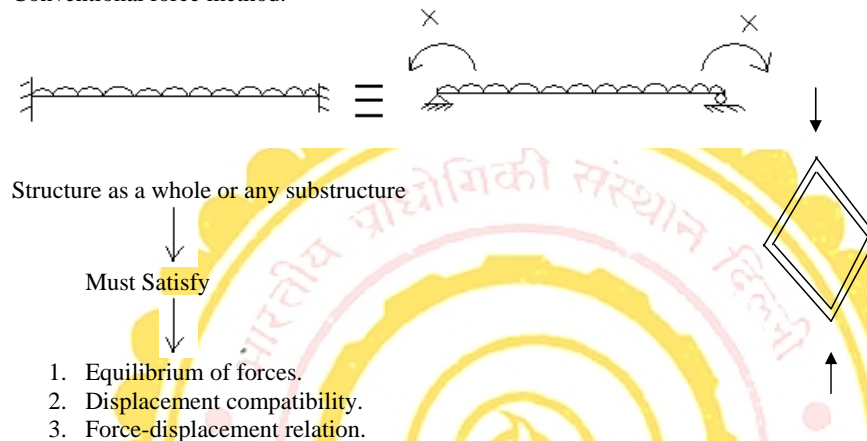 Conventional force method.
X X
Structure as a whole or any substructure
Must Satisfy
1. Equilibrium of forces.
2. Displacement compatibility.
3. Force-displacement relation.
भारतीय प्रौद्योगिकी संस्थान दिल्ली